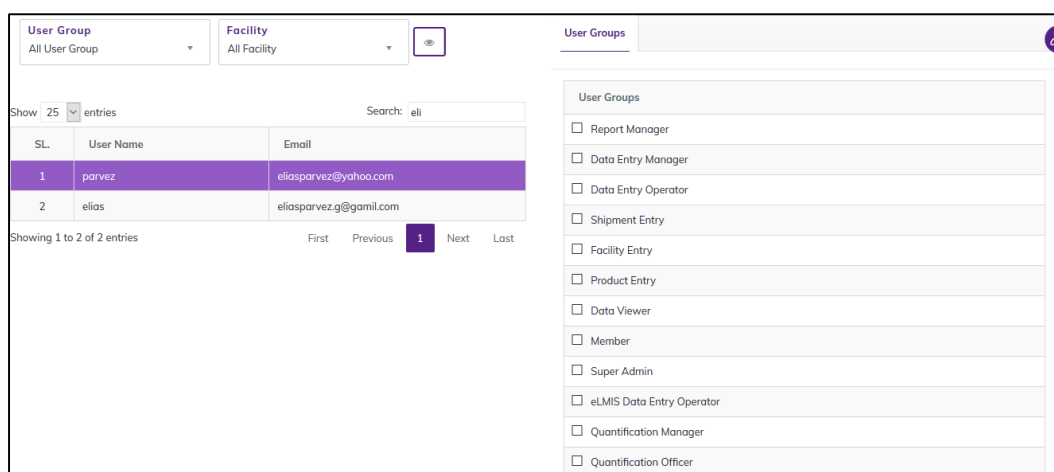 User Group
All User Group
Facility
All Facility
Show 25 entries
Search: eli
SL. User Name Email
1 parvez eliasparvez@yahoo.com
2 elias eliasparvez.g@gamil.com
Showing 1 to 2 of 2 entries
First Previous 1 Next Last
User Groups
User Groups
Report Manager
Data Entry Manager
Data Entry Operator
Shipment Entry
Facility Entry
Product Entry
Data Viewer
Member
Super Admin
eLMIS Data Entry Operator
Quantification Manager
Quantification Officer